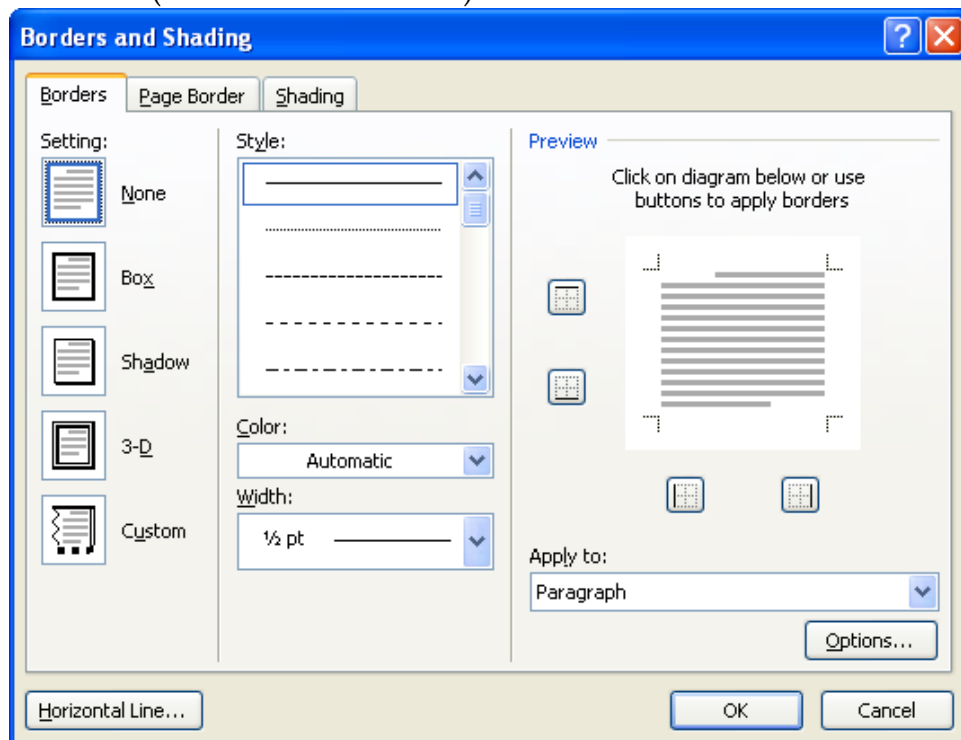 Borders and Shading
Borders
Page Border
Shading
Setting:
None
Box
Shadow
3-D
Custom
Style:
Color:
Automatic
Width:
½ pt
Preview
Click on diagram below or use
buttons to apply borders
Apply to:
Paragraph
Options...
Horizontal Line...
OK
Cancel